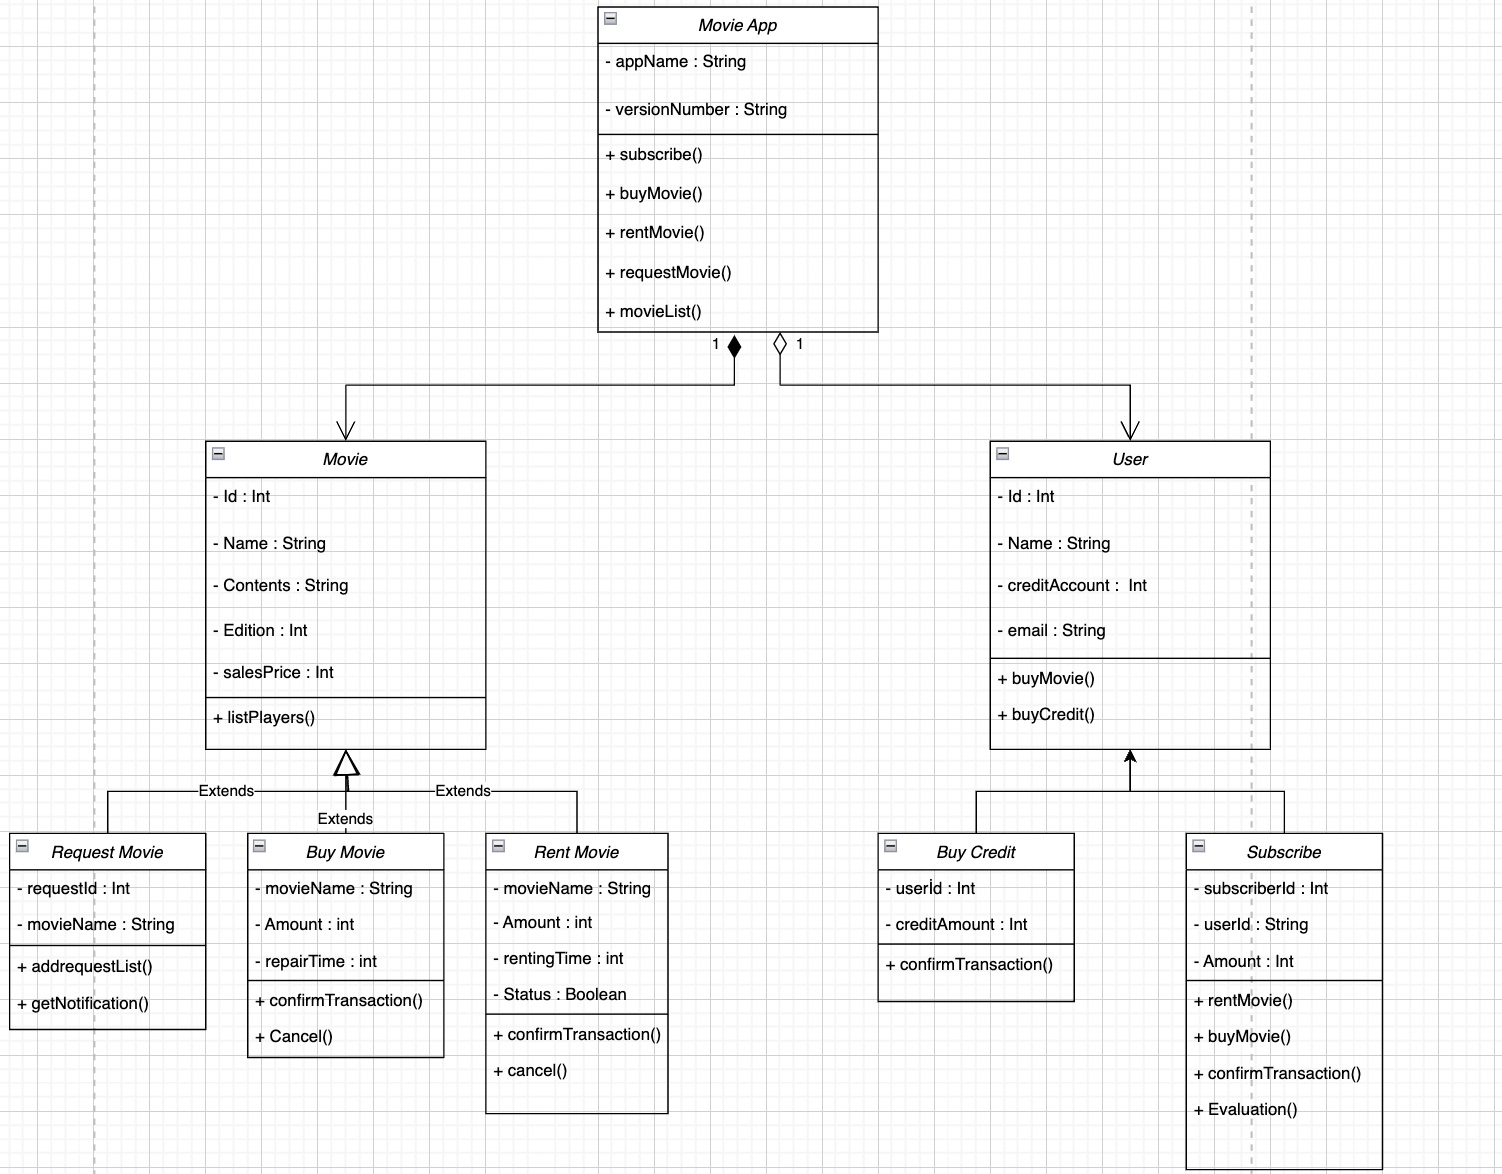 Movie App
- appName : String
- versionNumber : String
+ subscribe()
+ buyMovie()
+ rentMovie()
+ requestMovie()
+ movieList()
1
1
Movie
- Id : Int
- Name : String
- Contents : String
- Edition : Int
- salesPrice : Int
+ listPlayers()
User
- Id : Int
- Name : String
- creditAccount :  Int
- email : String
+ buyMovie()
+ buyCredit()
Extends
Extends
Extends
Request Movie
- requestId : Int
- movieName : String
+ addrequestList()
+ getNotification()
Buy Movie
- movieName : String
- Amount : int
- repairTime : int
+ confirmTransaction()
+ Cancel()
Rent Movie
- movieName : String
- Amount : int
- rentingTime : int
- Status : Boolean
+ confirmTransaction()
+ cancel()
Buy Credit
- userİd : Int
- creditAmount : Int
+ confirmTransaction()
Subscribe
- subscriberId : Int
- userId : String
- Amount : Int
+ rentMovie()
+ buyMovie()
+ confirmTransaction()
+ Evaluation()